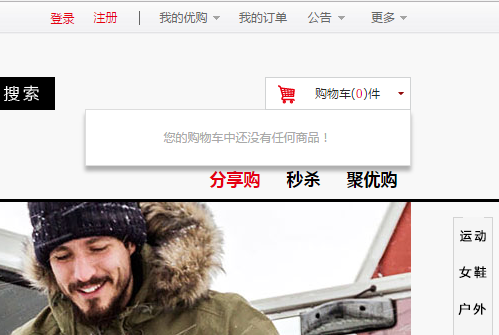 登录 注册 | 我的优购 我的订单 公告 更多
搜索
购物车(0)件
您的购物车中还没有任何商品！
分享购 秒杀 聚优购
运动
女鞋
户外